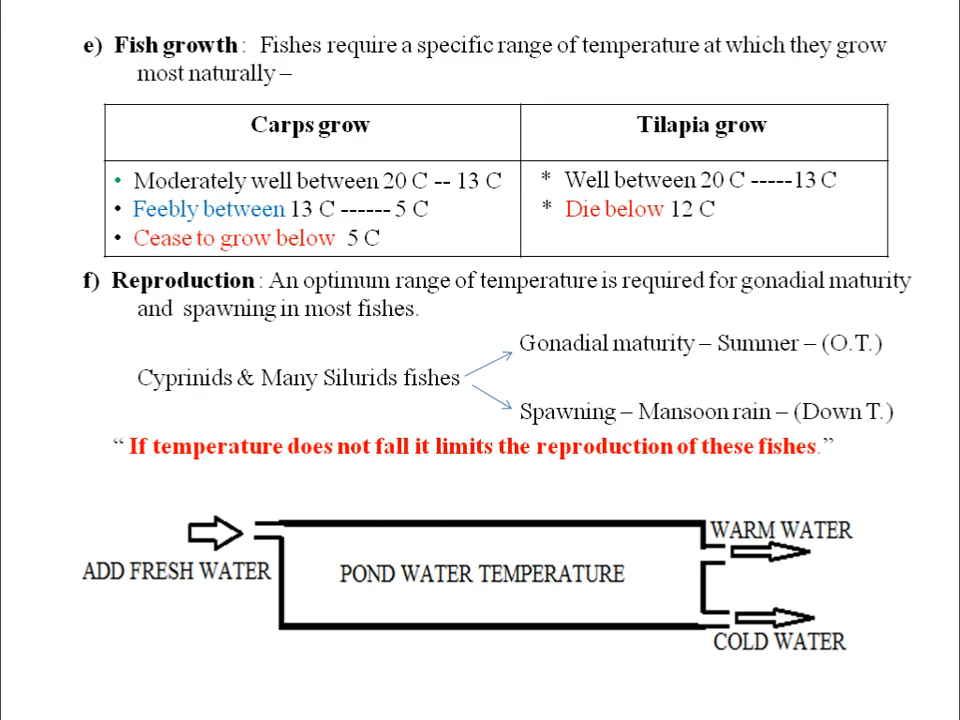 e) Fish growth : Fishes require a specific range of temperature at which they grow
most naturally –
Carps grow
Tilapia grow
• Moderately well between 20 C -- 13 C
• Feebly between 13 C ------ 5 C
• Cease to grow below 5 C
* Well between 20 C -----13 C
* Die below 12 C
f) Reproduction : An optimum range of temperature is required for gonadial maturity
and spawning in most fishes.
Gonadial maturity – Summer – (O.T.)
Cyprinids & Many Silurids fishes
Spawning – Mansoon rain – (Down T.)
“ If temperature does not fall it limits the reproduction of these fishes.”
WARM WATER
ADD FRESH WATER
POND WATER TEMPERATURE
COLD WATER